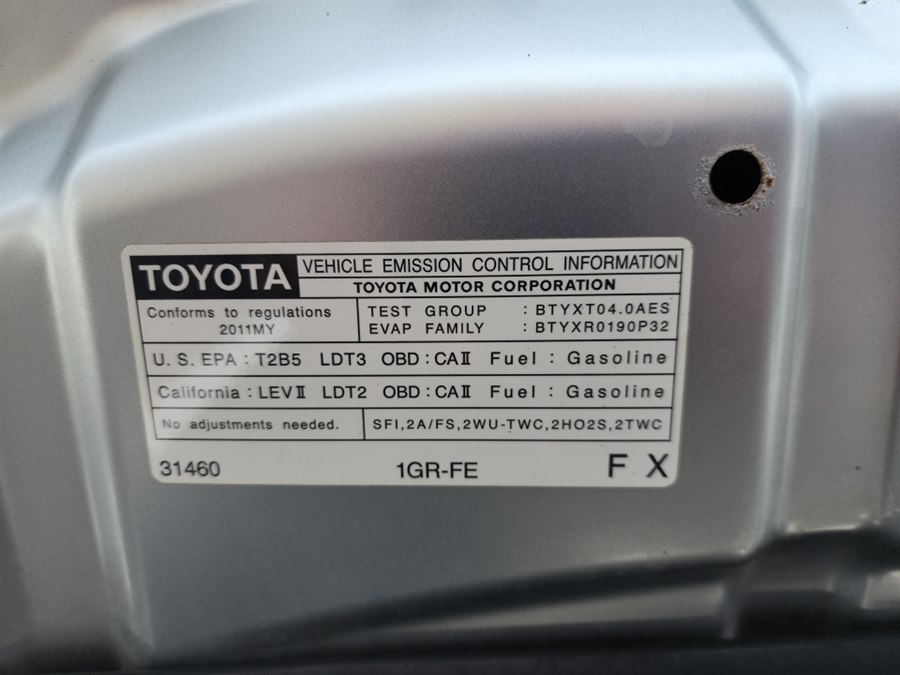 TOYOTA VEHICLE EMISSION CONTROL INFORMATION
TOYOTA MOTOR CORPORATION
Conforms to regulations
2011MY
TEST GROUP : BTYXT04.0AES
EVAP FAMILY : BTYXR0190P32
U. S. EPA : T2B5 LDT3 OBD : CAⅡ Fuel : Gasoline
California : LEVⅡ LDT2 OBD : CAⅡ Fuel : Gasoline
No adjustments needed. SFI,2A/FS,2WU-TWC,2HO2S,2TWC
31460 1GR-FE F X